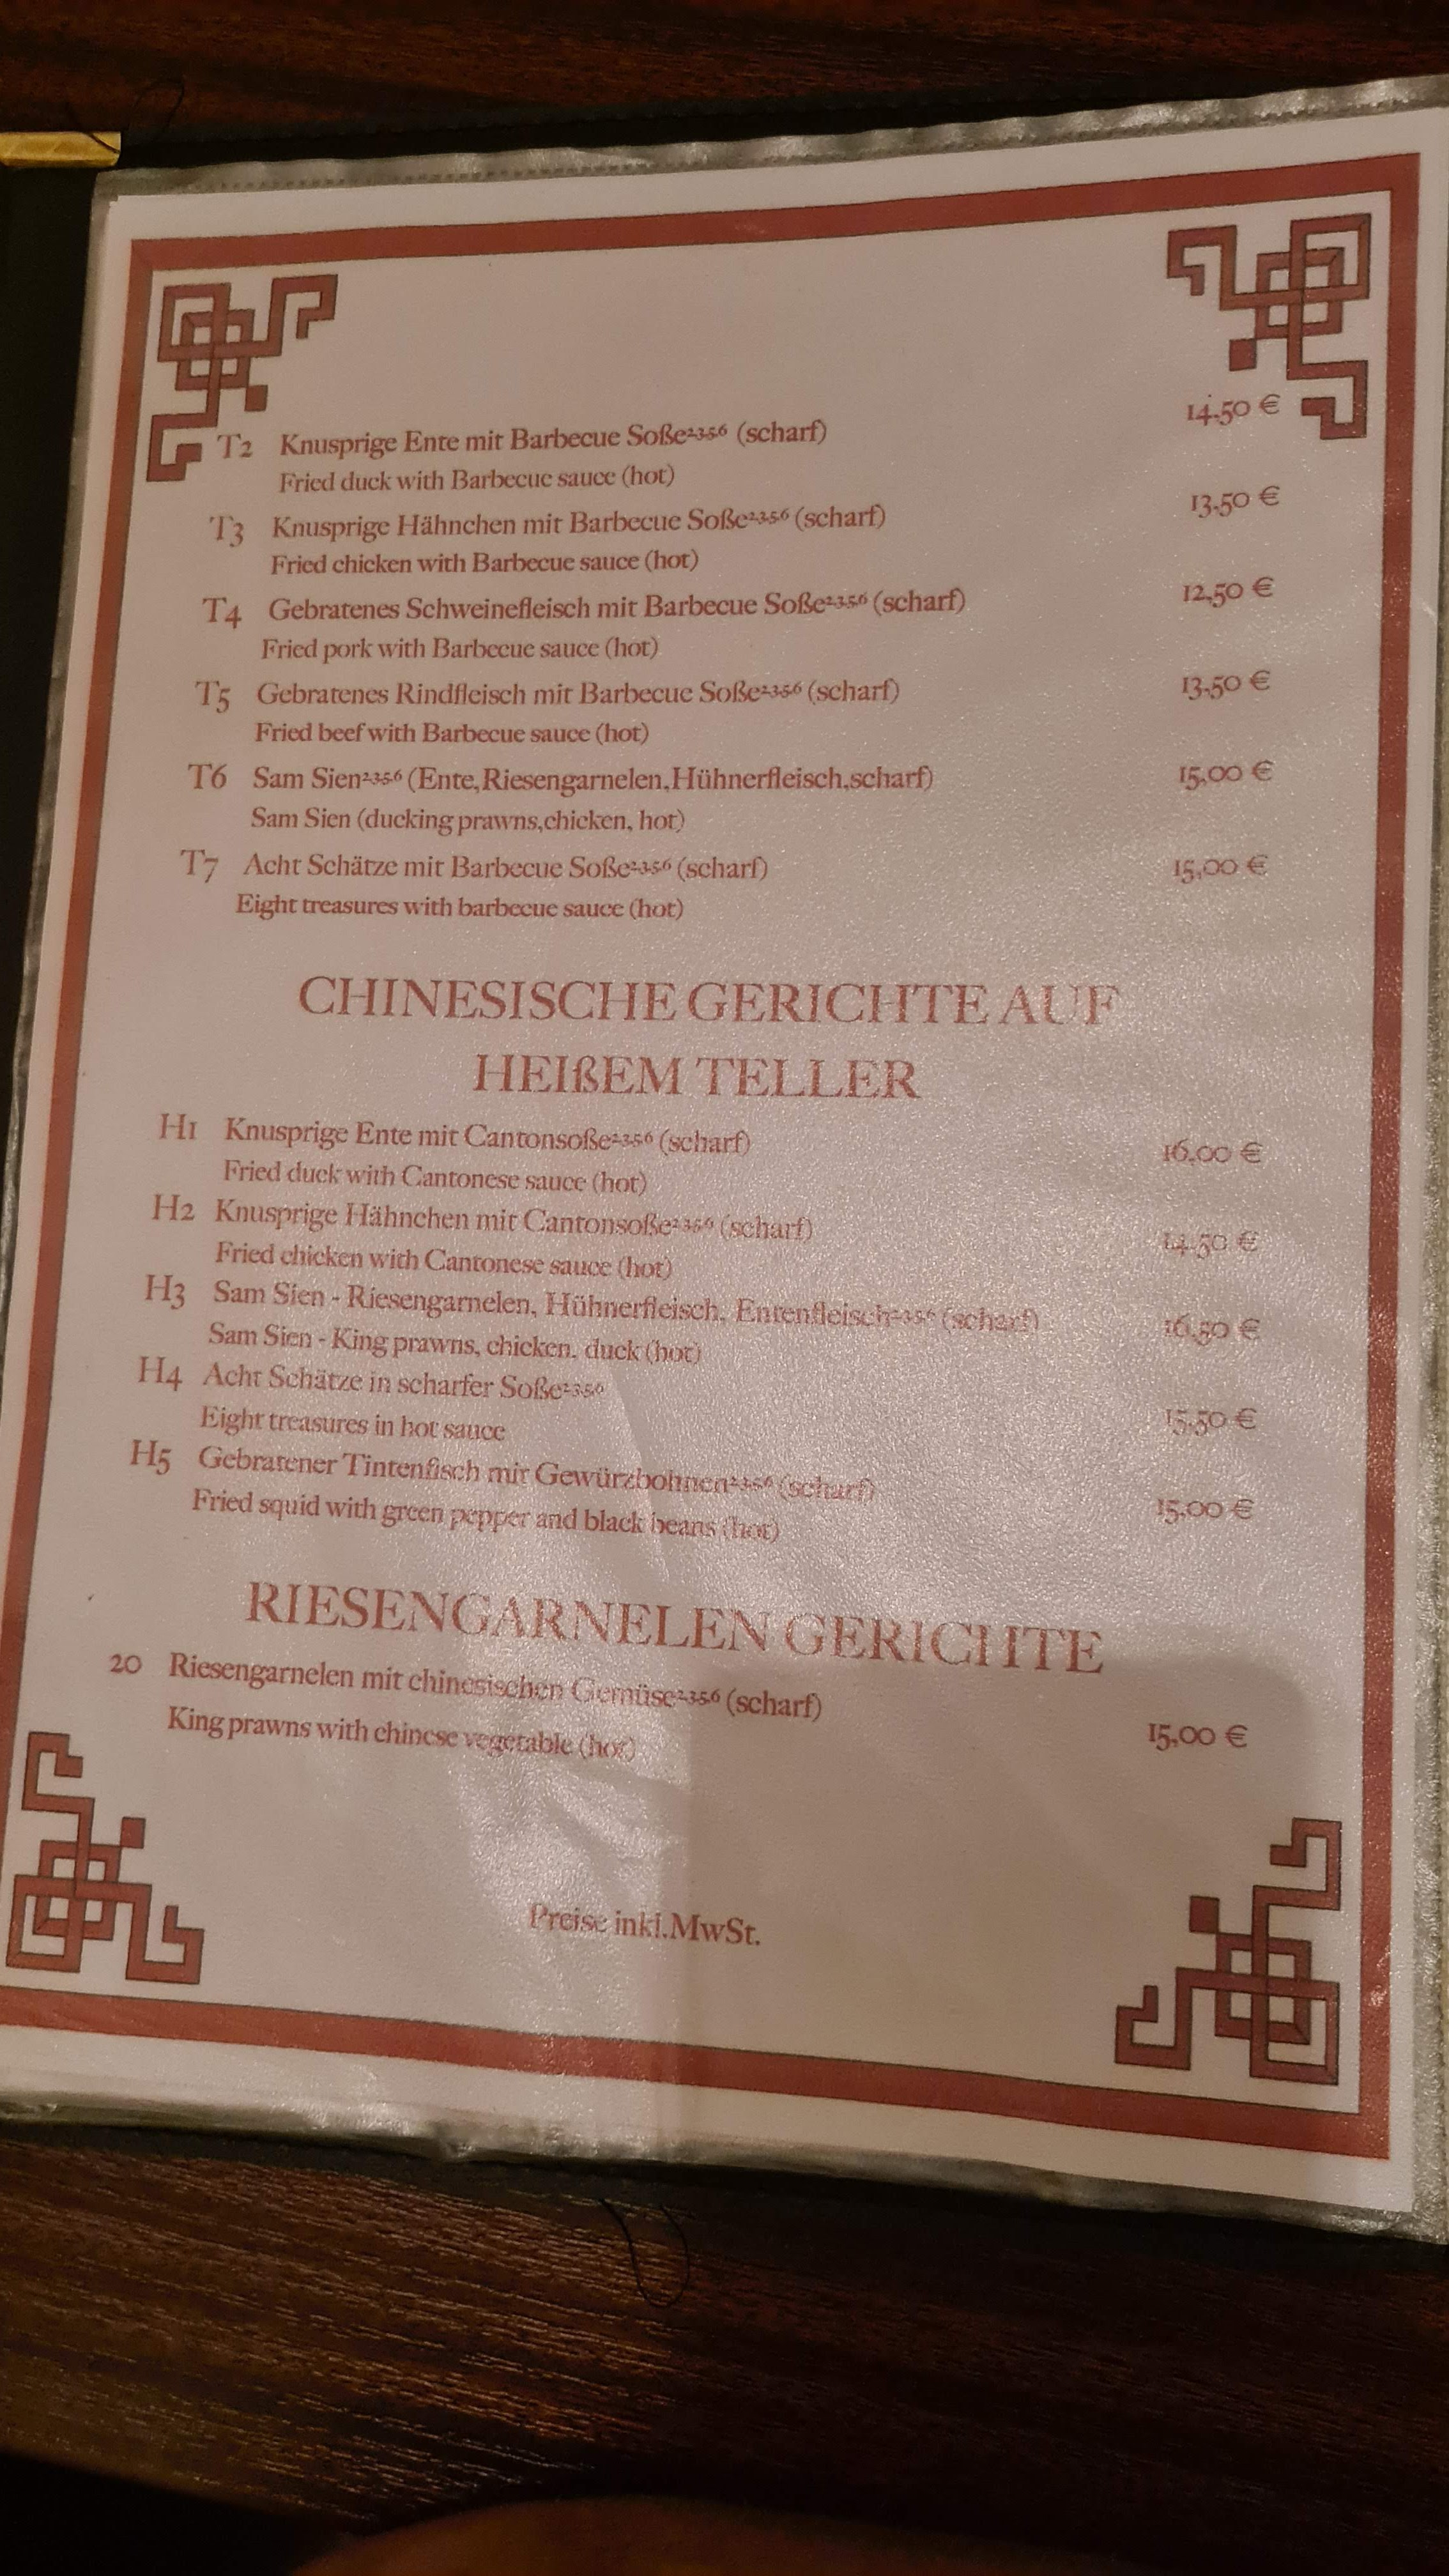 T2 Knusprige Ente mit Barbecue Soße2.3.5.6 (scharf) 14.50 €
Fried duck with Barbecue sauce (hot)
T3 Knusprige Hähnchen mit Barbecue Soße2.3.5.6 (scharf) 13.50 €
Fried chicken with Barbecue sauce (hot)
T4 Gebratenes Schweinefleisch mit Barbecue Soße2.3.5.6 (scharf) 12,50 €
Fried pork with Barbecue sauce (hot)
T5 Gebratenes Rindfleisch mit Barbecue Soße2.3.5.6 (scharf) 13.50 €
Fried beef with Barbecue sauce (hot)
T6 Sam Sien2.3.5.6 (Ente,Riesengarnelen,Hühnerfleisch,scharf) 15,00 €
Sam Sien (ducking prawns,chicken, hot)
T7 Acht Schätze mit Barbecue Soße2.3.5.6 (scharf) 15,00 €
Eight treasures with barbecue sauce (hot)
CHINESISCHE GERICHTE AUF
HEIßEM TELLER
H1 Knusprige Ente mit Cantonsoße2.3.5.6 (scharf) 16,00 €
Fried duck with Cantonese sauce (hot)
H2 Knusprige Hähnchen mit Cantonsoße2.3.5.6 (scharf) 14.50 €
Fried chicken with Cantonese sauce (hot)
H3 Sam Sien - Riesengarnelen, Hühnerfleisch, Entenfleisch2.3.5.6 (scharf) 16,50 €
Sam Sien - King prawns, chicken, duck (hot)
H4 Acht Schätze in scharfer Soße2.3.5.6 15,50 €
Eight treasures in hot sauce
H5 Gebratener Tintenfisch mit Gewürzbohnen2.3.5.6 (scharf) 15,00 €
Fried squid with green pepper and black beans (hot)
RIESENGARNELEN GERICHTE
20 Riesengarnelen mit chinesischen Gemüse2.3.5.6 (scharf) 15,00 €
King prawns with chinese vegetable (hot)
Preise inkl.MwSt.